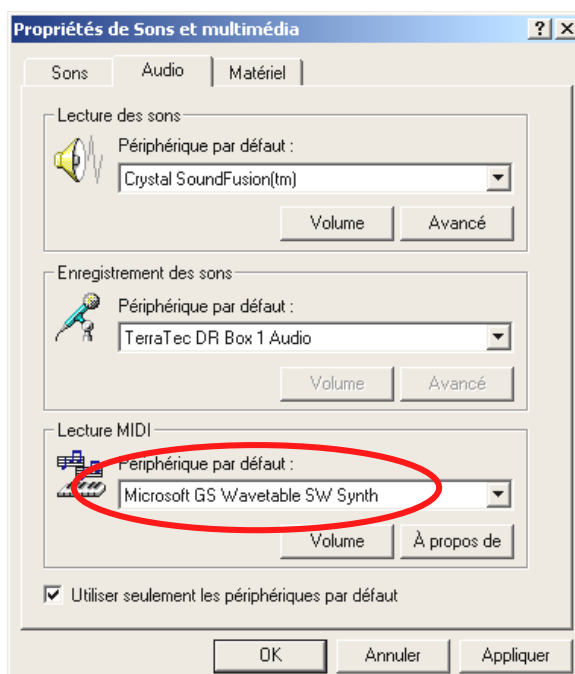 Propriétés de Sons et multimédia
Sons Audio Matériel
Lecture des sons
Périphérique par défaut :
Crystal SoundFusion(tm)
Volume Avancé
Enregistrement des sons
Périphérique par défaut :
TerraTec DR Box 1 Audio
Volume Avancé
Lecture MIDI
Périphérique par défaut :
Microsoft GS Wavetable SW Synth
Volume À propos de
Utiliser seulement les périphériques par défaut
OK Annuler Appliquer